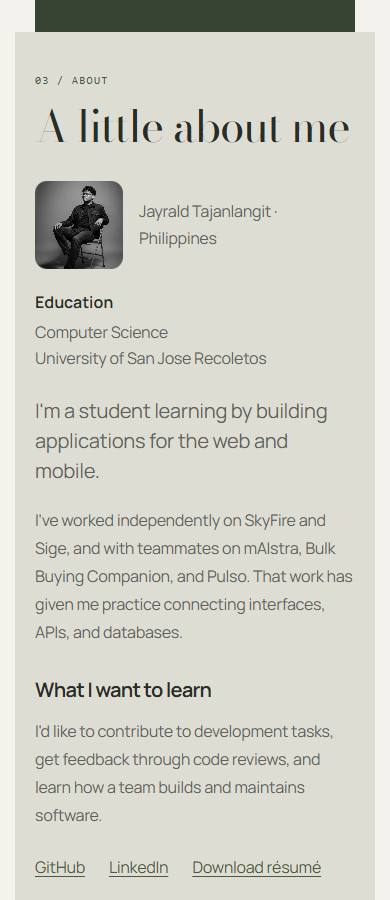 03 / ABOUT
A little about me
Jayrald Tajanlangit ·
Philippines
Education
Computer Science
University of San Jose Recoletos
I'm a student learning by building
applications for the web and
mobile.
I've worked independently on SkyFire and
Sige, and with teammates on mAIstra, Bulk
Buying Companion, and Pulso. That work has
given me practice connecting interfaces,
APIs, and databases.
What I want to learn
I'd like to contribute to development tasks,
get feedback through code reviews, and
learn how a team builds and maintains
software.
GitHub LinkedIn Download résumé